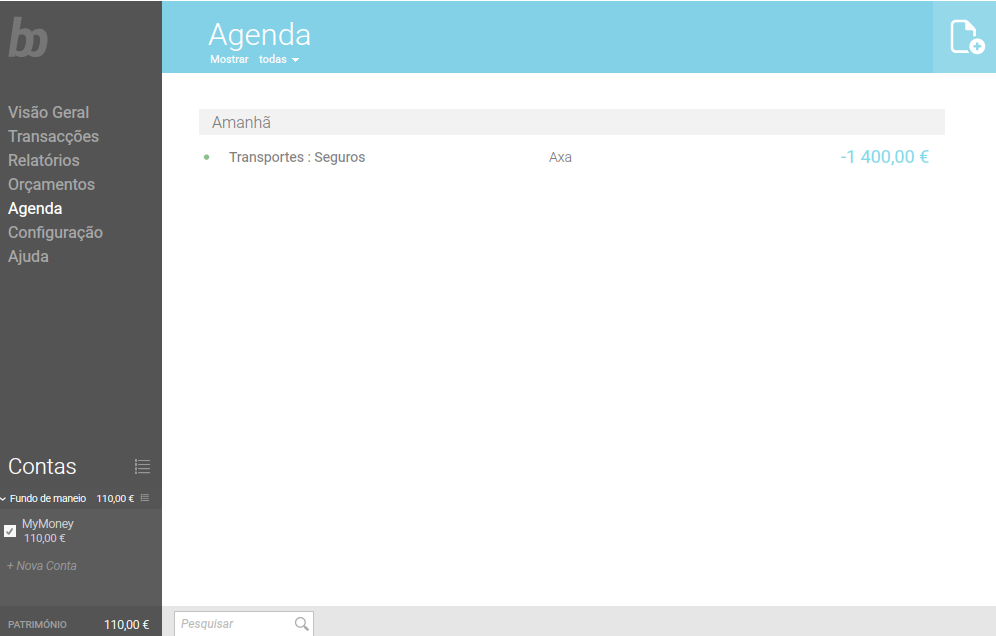 bp
Agenda
Mostrar todas
Visão Geral
Transacções
Relatórios
Orçamentos
Agenda
Configuração
Ajuda
Amanhã
Transportes : Seguros Axa -1 400,00 €
Contas
Fundo de maneio 110,00 €
MyMoney
110,00 €
+ Nova Conta
PATRIMÓNIO 110,00 €
Pesquisar